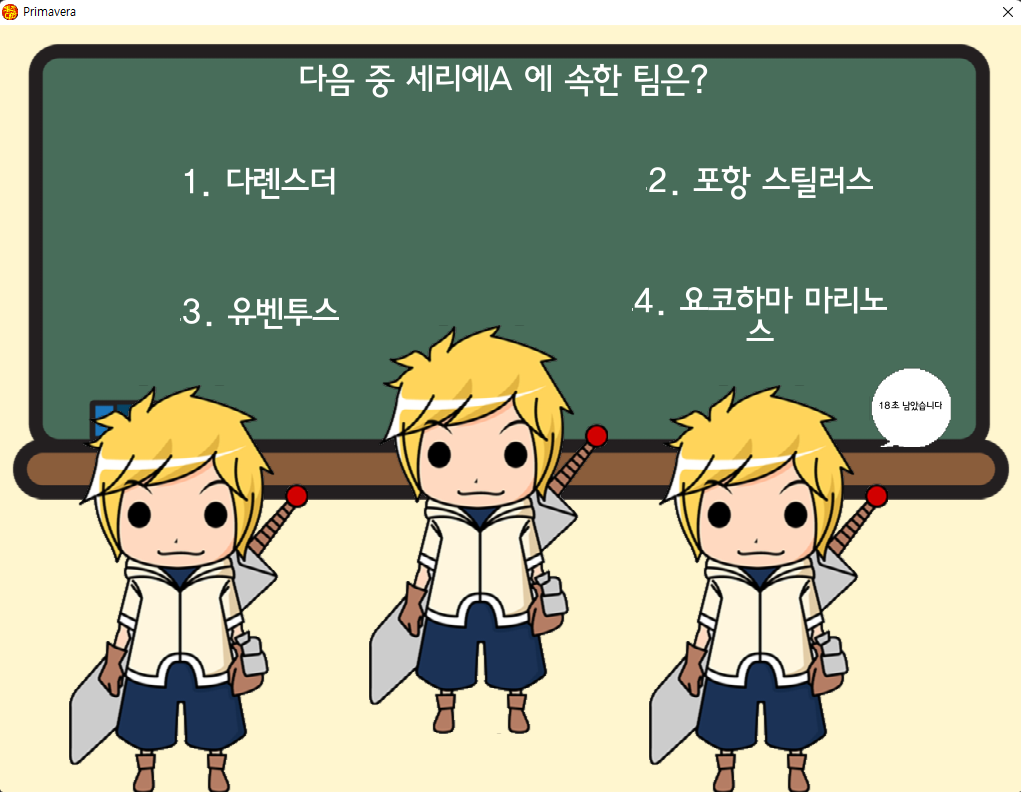 Primavera
다음 중 세리에A 에 속한 팀은?
1. 다롄스더
2. 포항 스틸러스
3. 유벤투스
4. 요코하마 마리노
스
18초 남았습니다